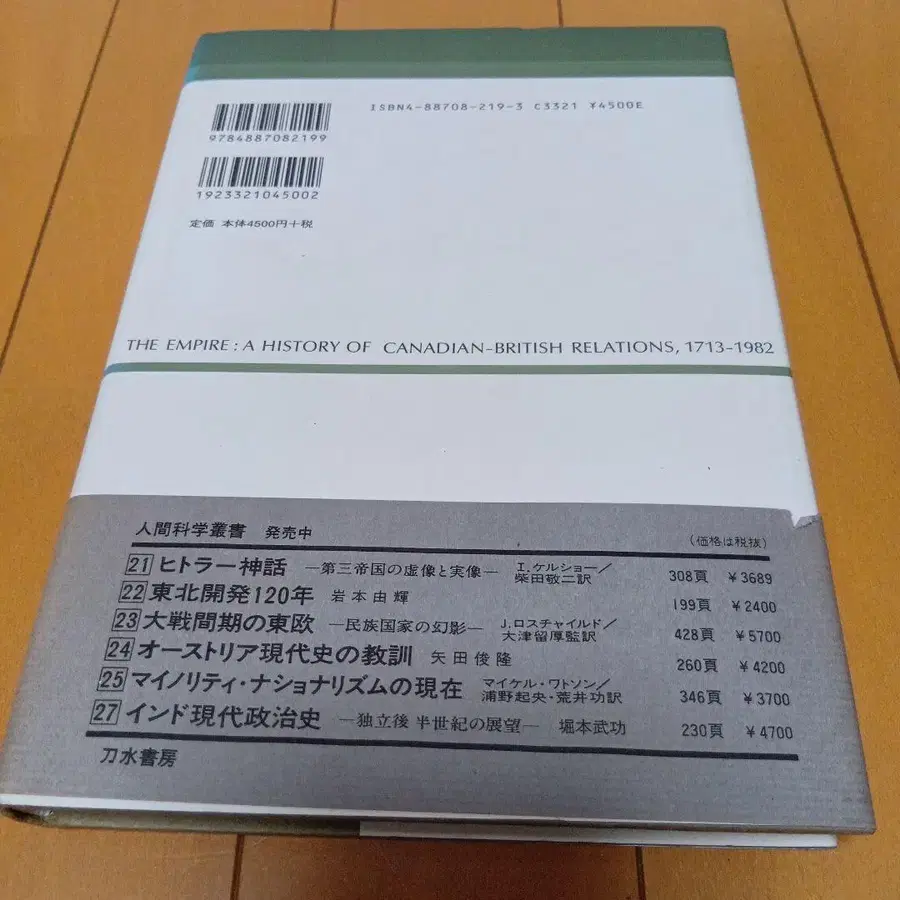 ISBN4-88708-219-3 C3321 ¥4500E
9784887082199
1923321045002
定価 本体4500円+税
THE EMPIRE: A HISTORY OF CANADIAN-BRITISH RELATIONS, 1713-1982
人間科学叢書 発売中 (価格は税抜)
21 ヒトラー神話 —第三帝国の虚像と実像— I.ケルショー/柴田敬二訳 308頁 ¥3689
22 東北開発120年 岩本由輝 199頁 ¥2400
23 大戦間期の東欧 —民族国家の幻影— J.ロスチャイルド/大津留厚監訳 428頁 ¥5700
24 オーストリア現代史の教訓 矢田俊隆 260頁 ¥4200
25 マイノリティ・ナショナリズムの現在 マイケル・ワトソン/浦野起央・荒井功訳 346頁 ¥3700
27 インド現代政治史 —独立後 半世紀の展望— 堀本武功 230頁 ¥4700
刀水書房